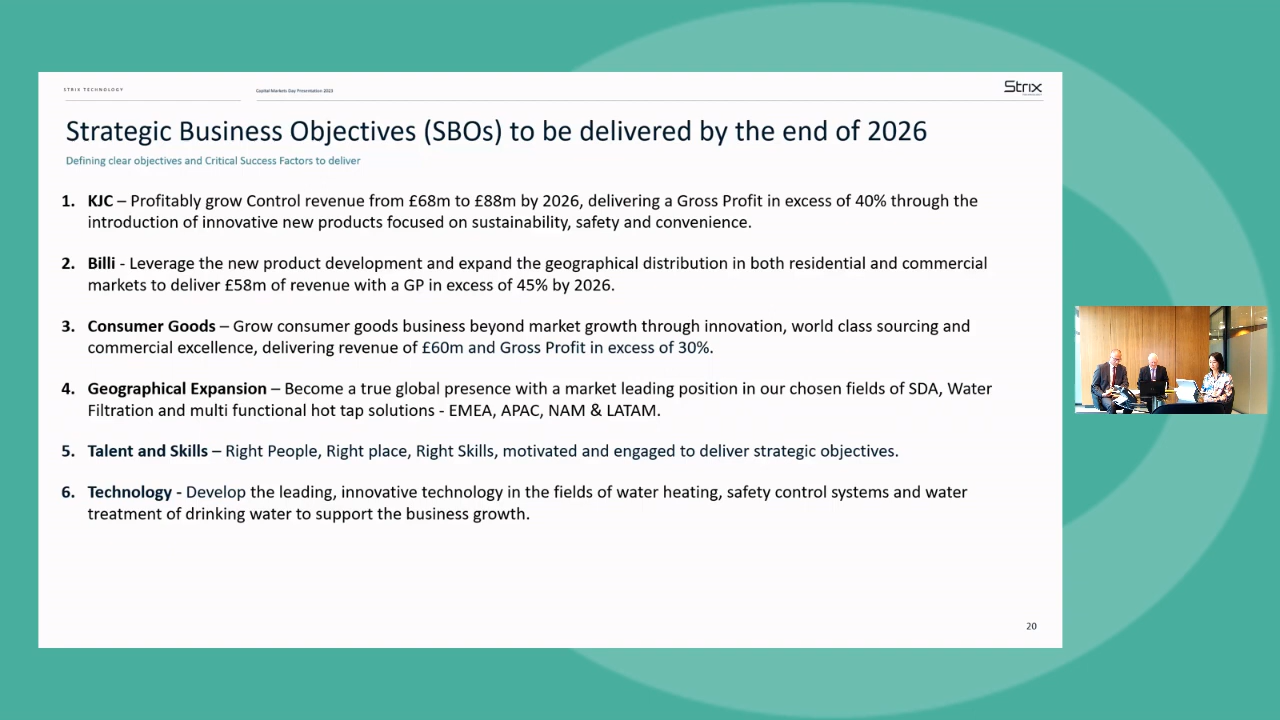 STRIX TECHNOLOGY
Capital Markets Day Presentation 2023
Strix
Strategic Business Objectives (SBOs) to be delivered by the end of 2026
Defining clear objectives and Critical Success Factors to deliver
1. KJC – Profitably grow Control revenue from £68m to £88m by 2026, delivering a Gross Profit in excess of 40% through the
introduction of innovative new products focused on sustainability, safety and convenience.
2. Billi - Leverage the new product development and expand the geographical distribution in both residential and commercial
markets to deliver £58m of revenue with a GP in excess of 45% by 2026.
3. Consumer Goods – Grow consumer goods business beyond market growth through innovation, world class sourcing and
commercial excellence, delivering revenue of £60m and Gross Profit in excess of 30%.
4. Geographical Expansion – Become a true global presence with a market leading position in our chosen fields of SDA, Water
Filtration and multi functional hot tap solutions - EMEA, APAC, NAM & LATAM.
5. Talent and Skills – Right People, Right place, Right Skills, motivated and engaged to deliver strategic objectives.
6. Technology - Develop the leading, innovative technology in the fields of water heating, safety control systems and water
treatment of drinking water to support the business growth.
20